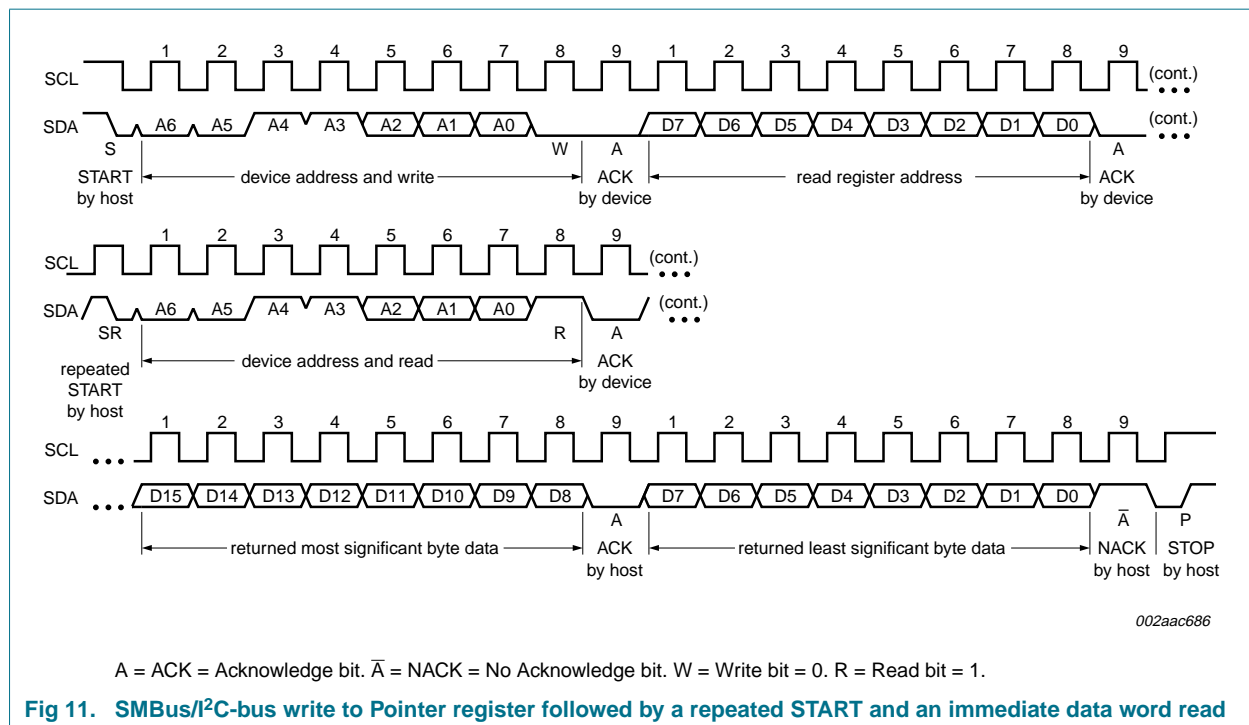 1 2 3 4 5 6 7 8 9 1 2 3 4 5 6 7 8 9
SCL (cont.)
SDA A6 A5 A4 A3 A2 A1 A0 D7 D6 D5 D4 D3 D2 D1 D0 (cont.)
S W A A
START by host
device address and write
ACK by device
read register address
ACK by device
1 2 3 4 5 6 7 8 9
SCL (cont.)
SDA A6 A5 A4 A3 A2 A1 A0 (cont.)
SR R A
repeated START by host
device address and read
ACK by device
1 2 3 4 5 6 7 8 9 1 2 3 4 5 6 7 8 9
SCL
SDA D15 D14 D13 D12 D11 D10 D9 D8 D7 D6 D5 D4 D3 D2 D1 D0
A A̅ P
returned most significant byte data
ACK by host
returned least significant byte data
NACK by host
STOP by host
002aac686
A = ACK = Acknowledge bit. A̅ = NACK = No Acknowledge bit. W = Write bit = 0. R = Read bit = 1.
Fig 11. SMBus/I²C-bus write to Pointer register followed by a repeated START and an immediate data word read